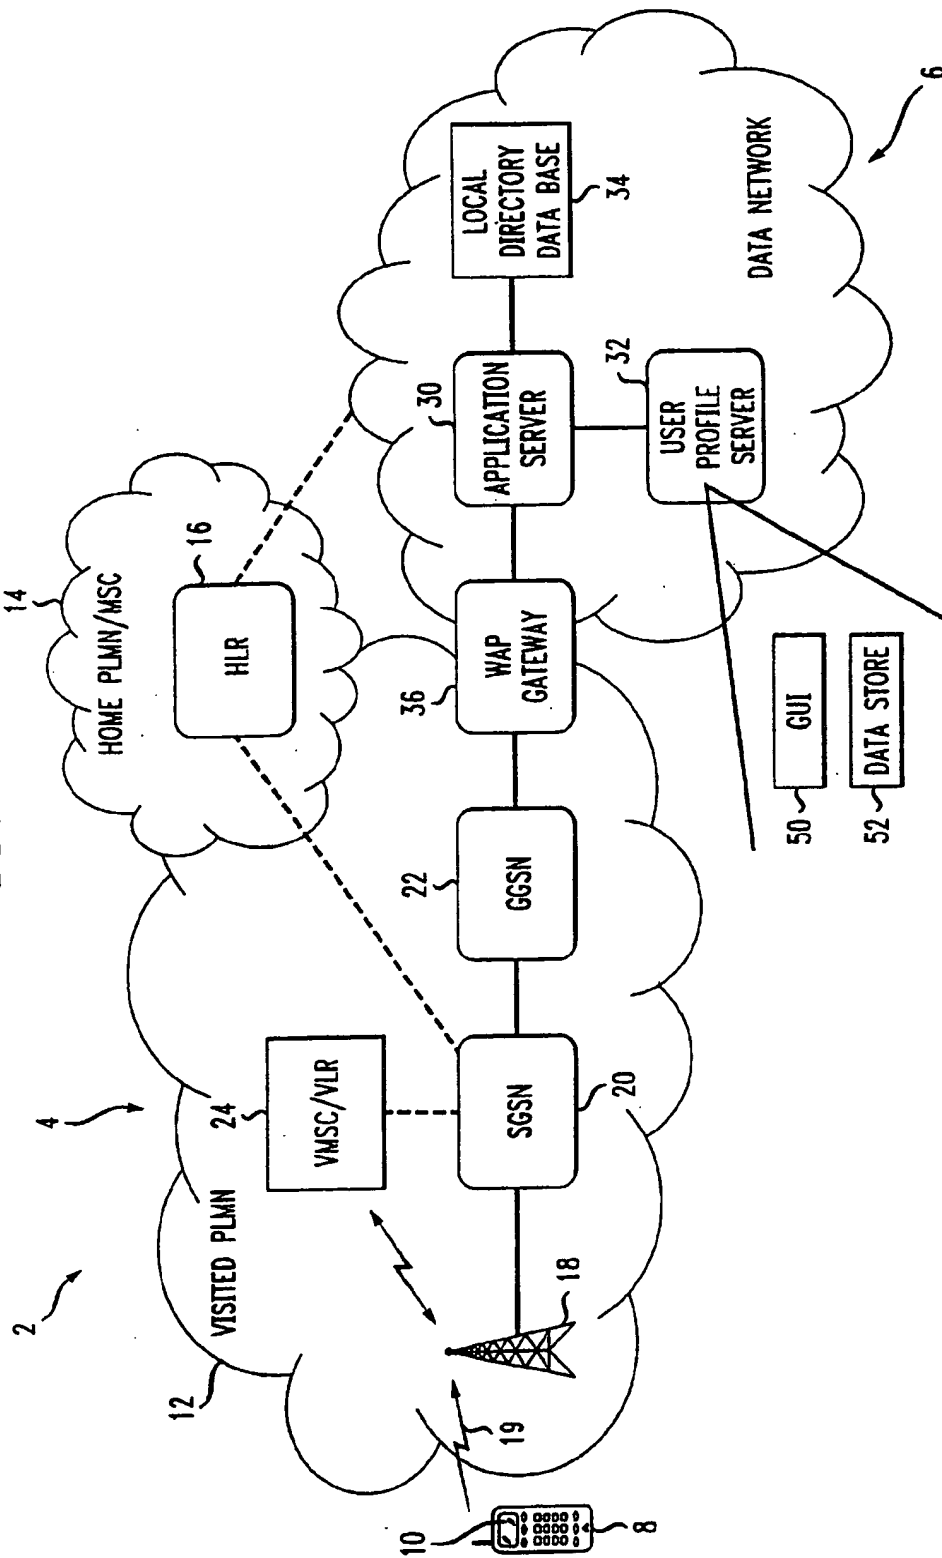 2
4
14
HOME PLMN/MSC
16
HLR
12
VISITED PLMN
24
VMSC/VLR
10
8
19
18
SGSN
20
22
GGSN
36
WAP
GATEWAY
30
APPLICATION
SERVER
LOCAL
DIRECTORY
DATA BASE
34
32
USER
PROFILE
SERVER
DATA NETWORK
6
50
GUI
52
DATA STORE